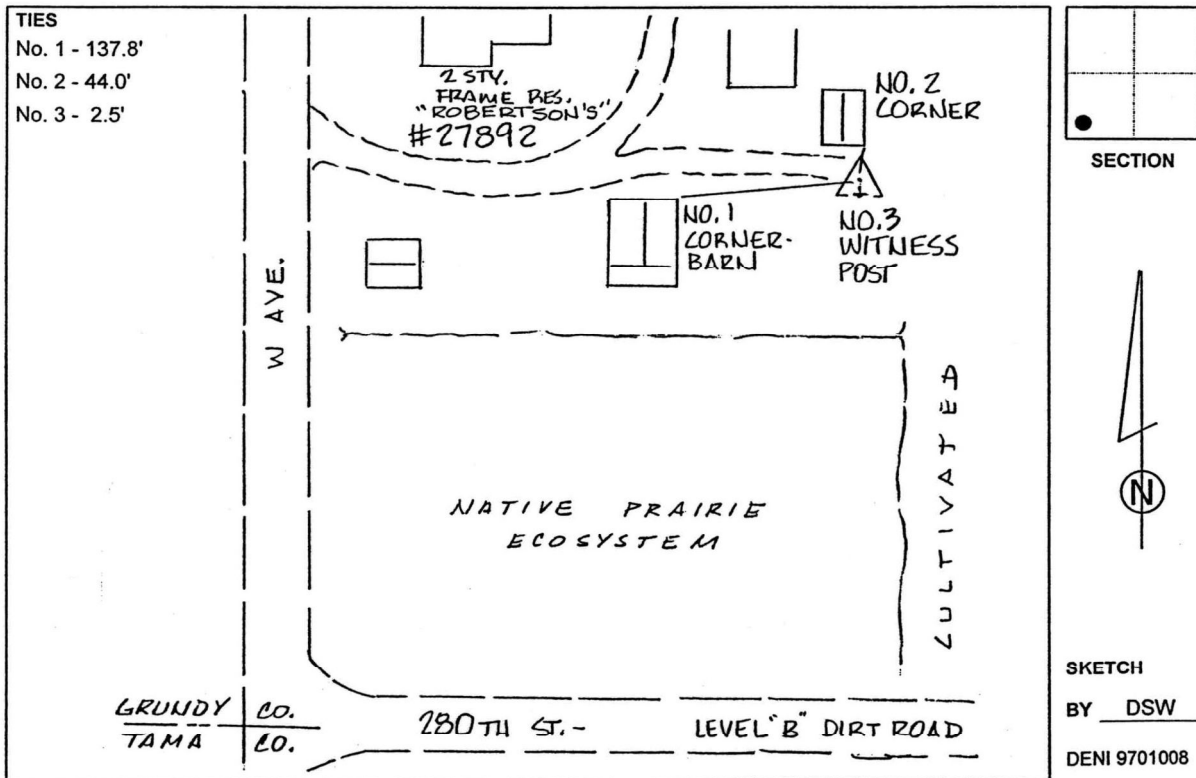 TIES
No. 1 - 137.8'
No. 2 - 44.0'
No. 3 - 2.5'
2 STY.
FRAME RES.
"ROBERTSON'S"
#27892
NO. 2
CORNER
SECTION
NO. 1
CORNER-
BARN
NO. 3
WITNESS
POST
W AVE.
N
NATIVE PRAIRIE
ECOSYSTEM
CULTIVATED
GRUNDY CO.
TAMA CO.
280TH ST. - LEVEL "B" DIRT ROAD
SKETCH
BY DSW
DENI 9701008